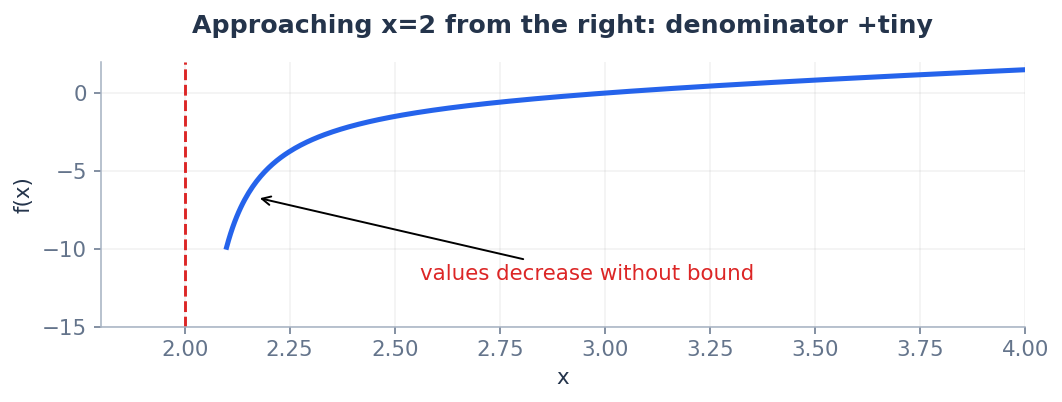 Approaching x=2 from the right: denominator +tiny
f(x)
0
−5
−10
−15
values decrease without bound
2.00 2.25 2.50 2.75 3.00 3.25 3.50 3.75 4.00
x